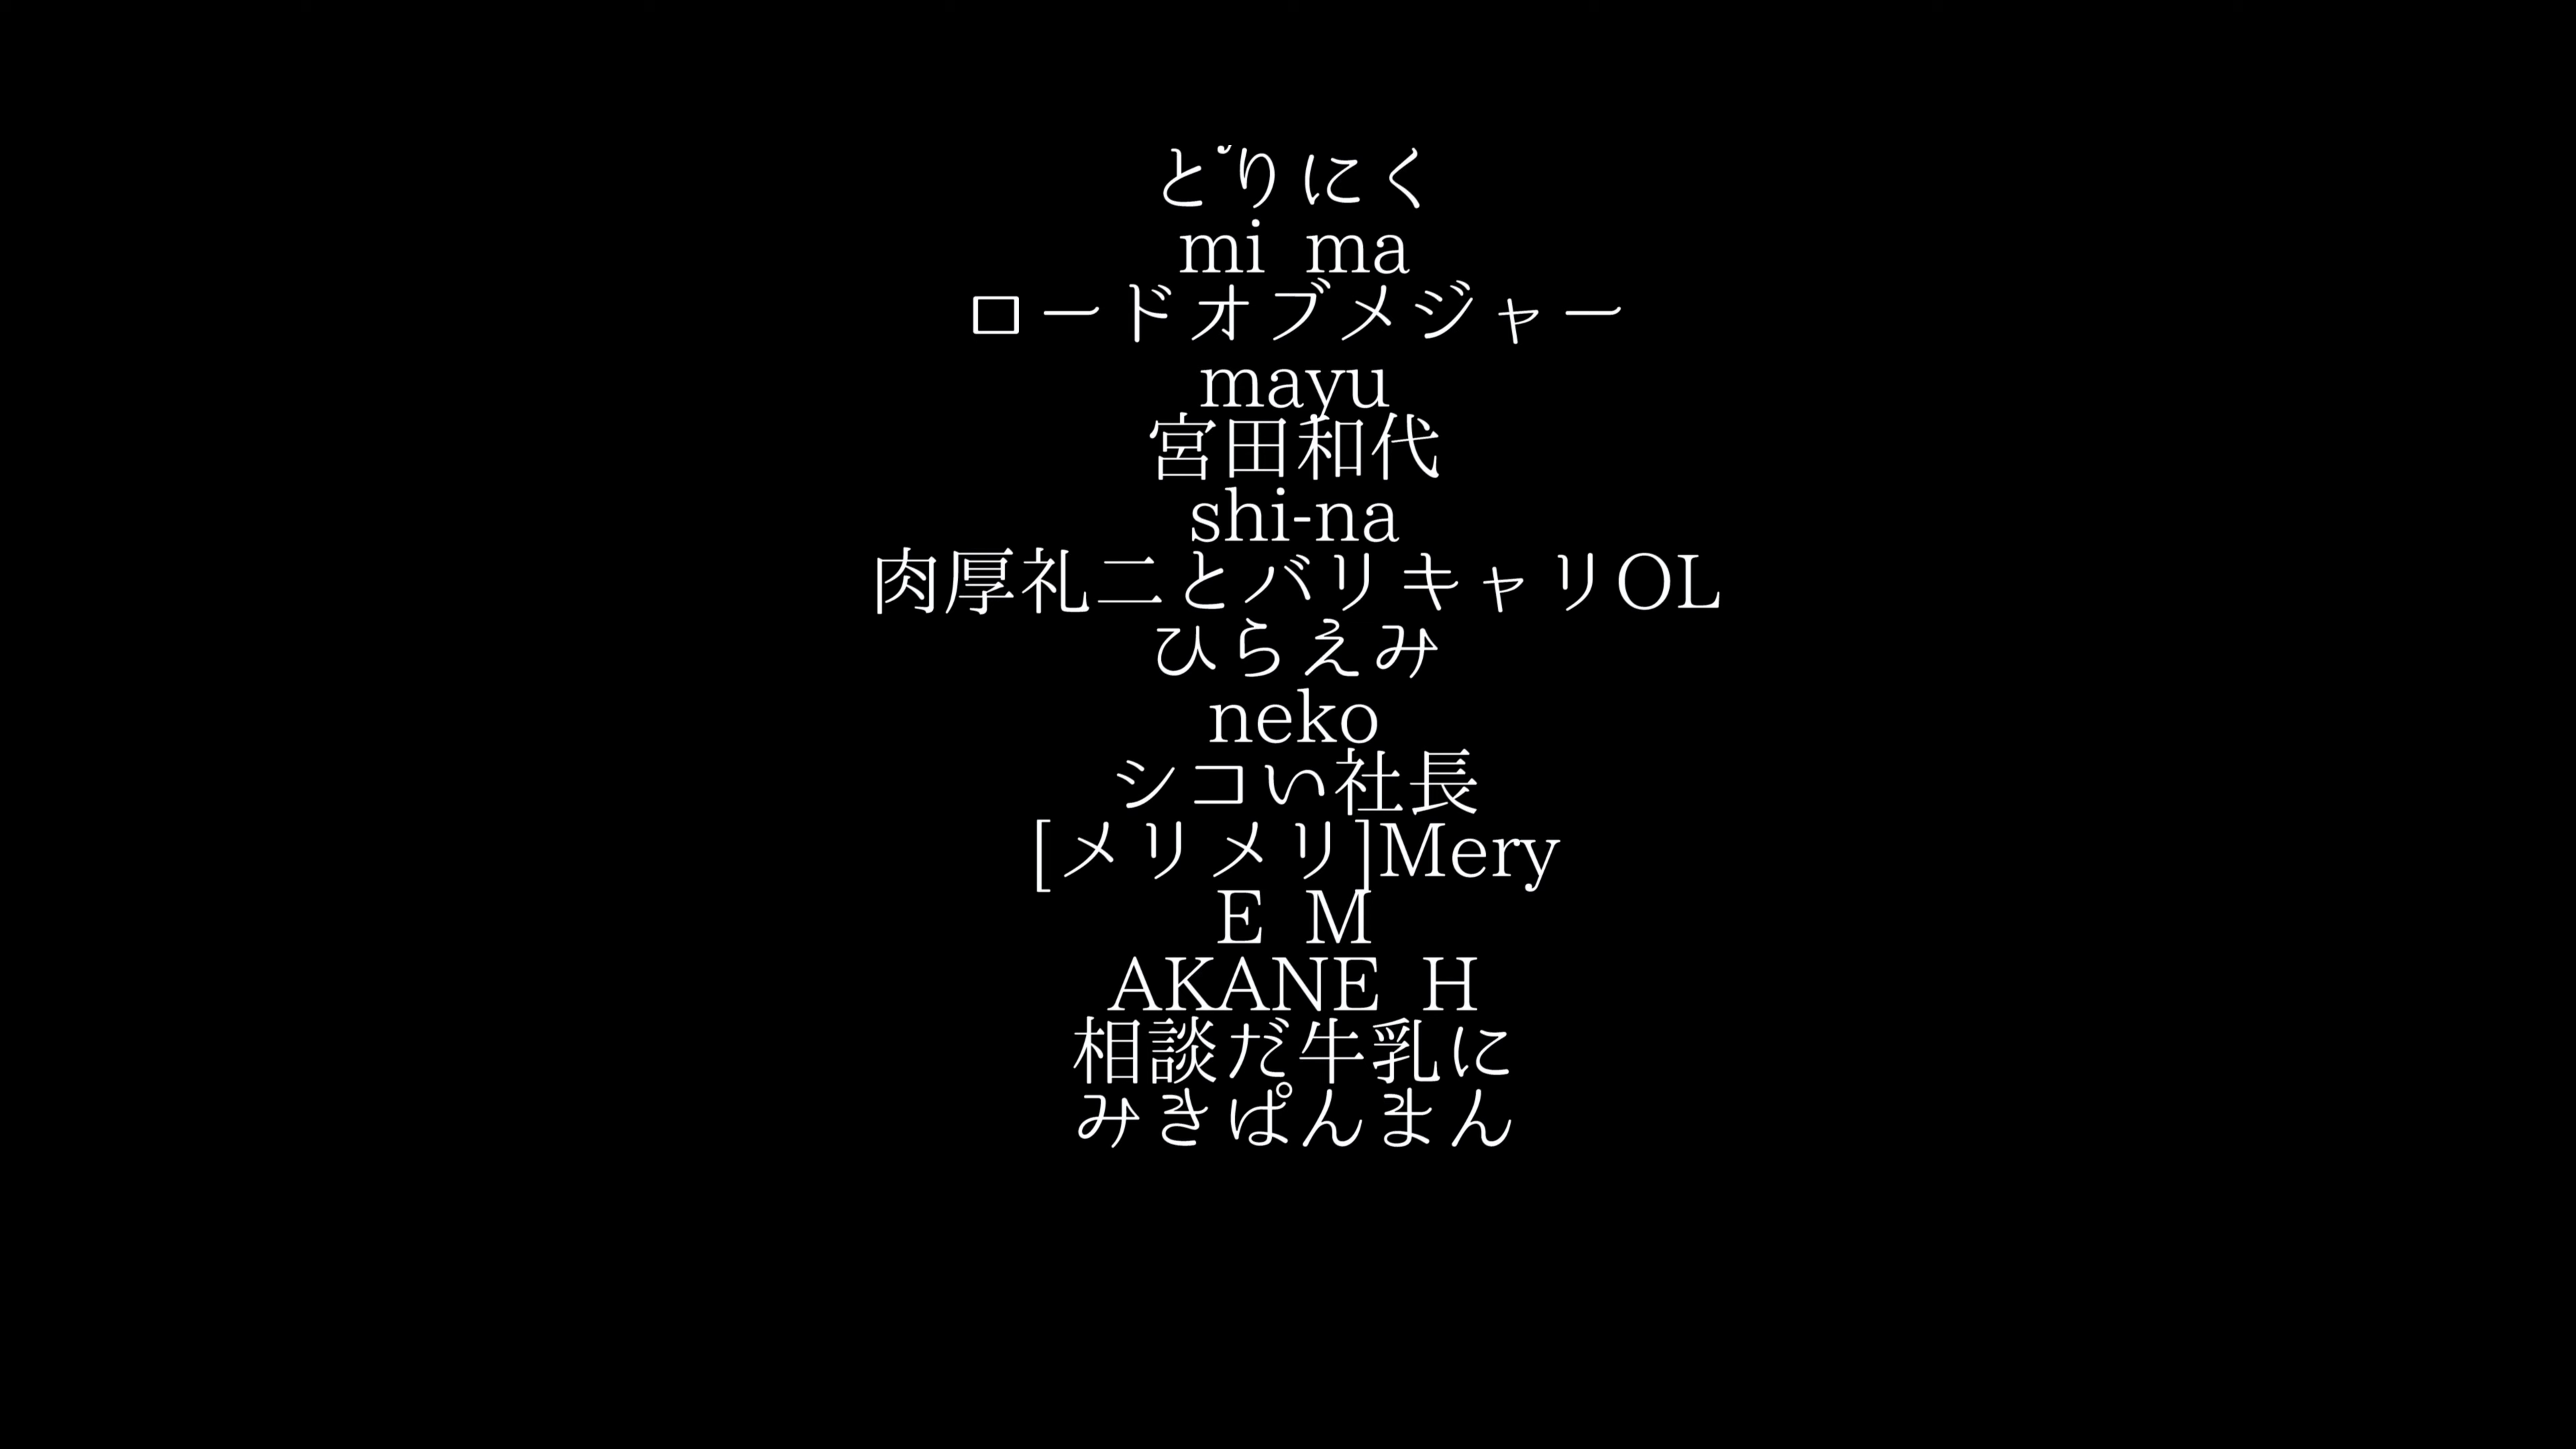 とりにく
mi ma
ロードオブメジャー
mayu
宮田和代
shi-na
肉厚礼二とバリキャリOL
ひらえみ
neko
シコい社長
[メリメリ]Mery
E M
AKANE H
相談だ牛乳に
みきぱんまん